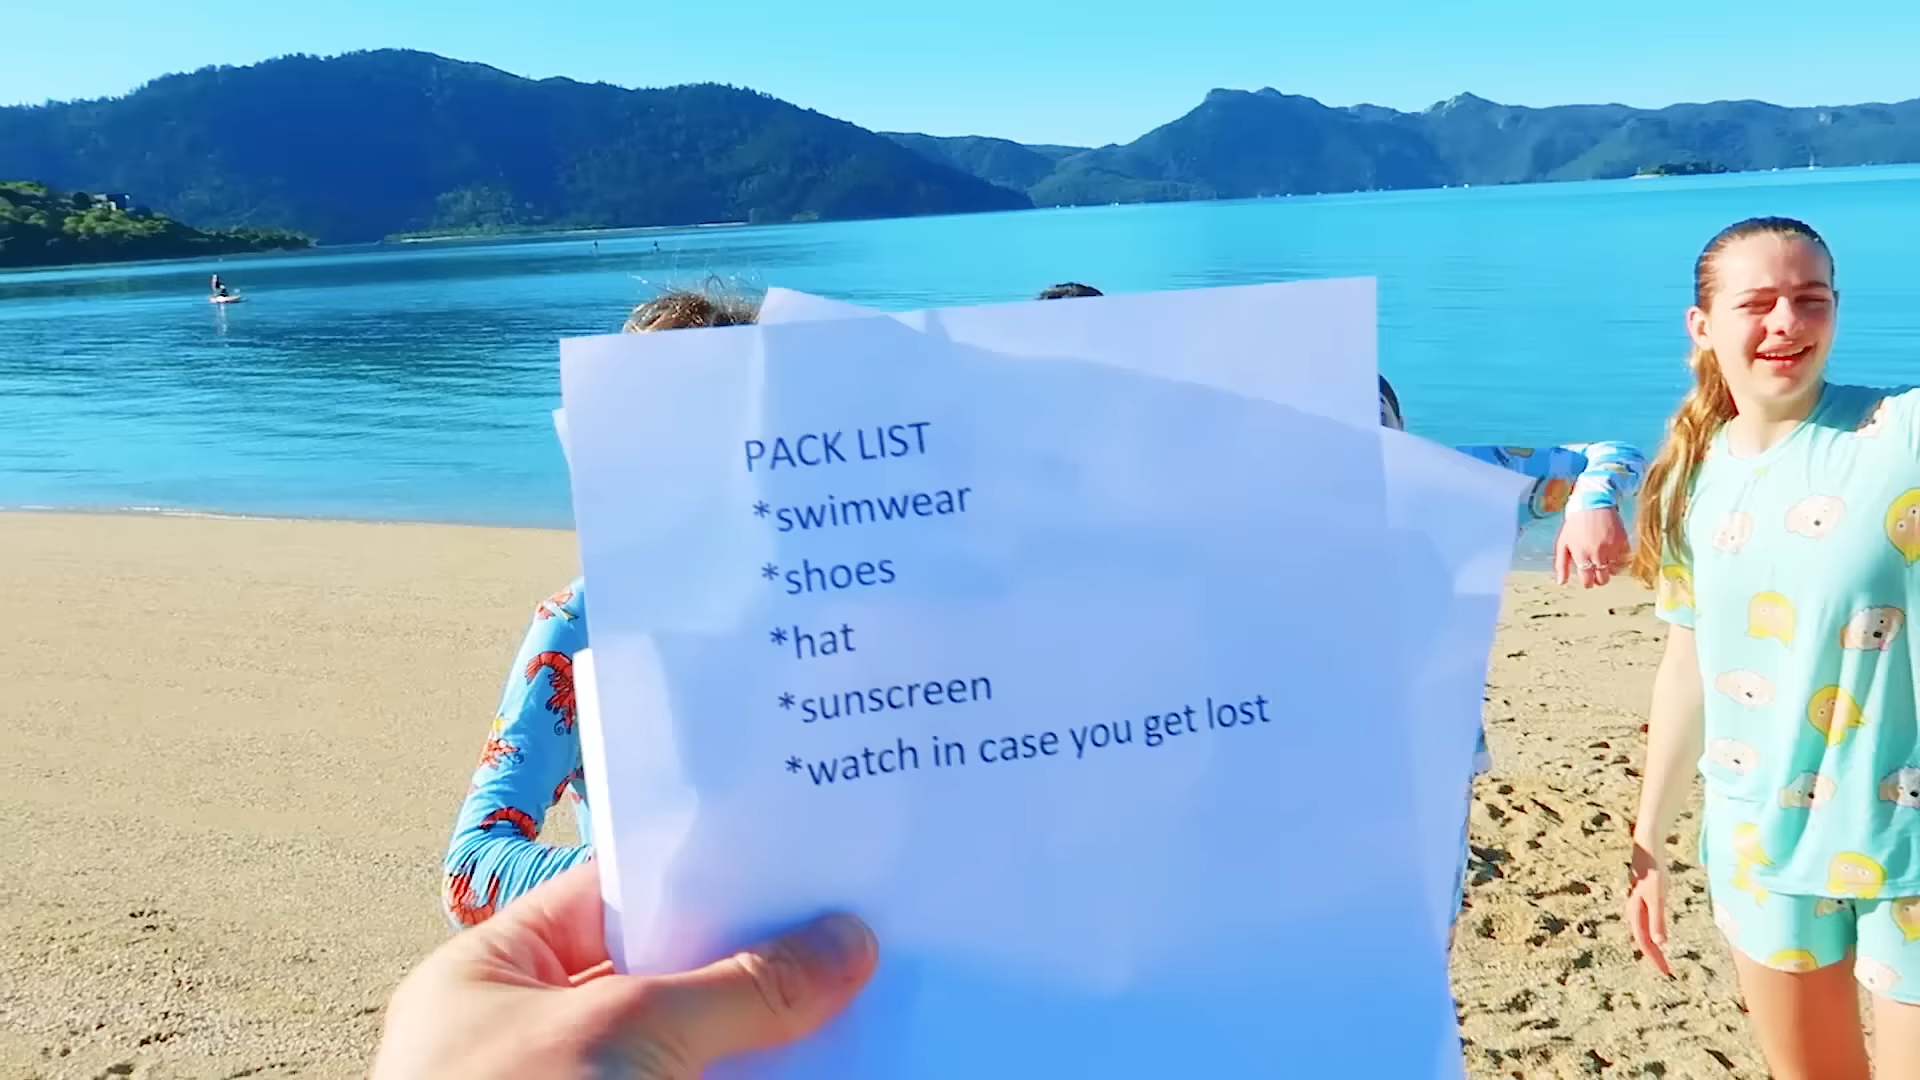 PACK LIST
*swimwear
*shoes
*hat
*sunscreen
*watch in case you get lost